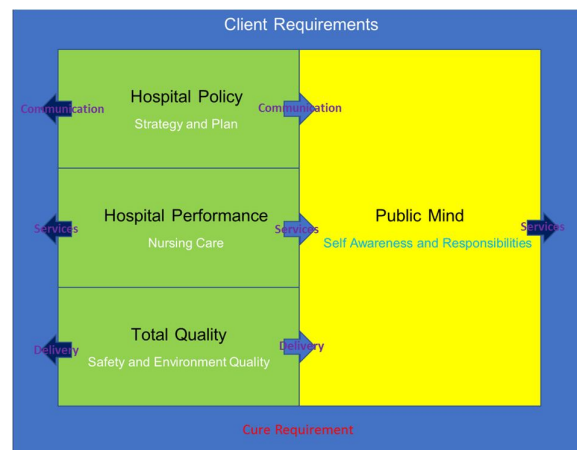 Client Requirements
Hospital Policy
Communication
Communication
Strategy and Plan
Hospital Performance
Public Mind
Services
Services
Services
Nursing Care
Self Awareness and Responsibilities
Total Quality
Delivery
Delivery
Safety and Environment Quality
Cure Requirement